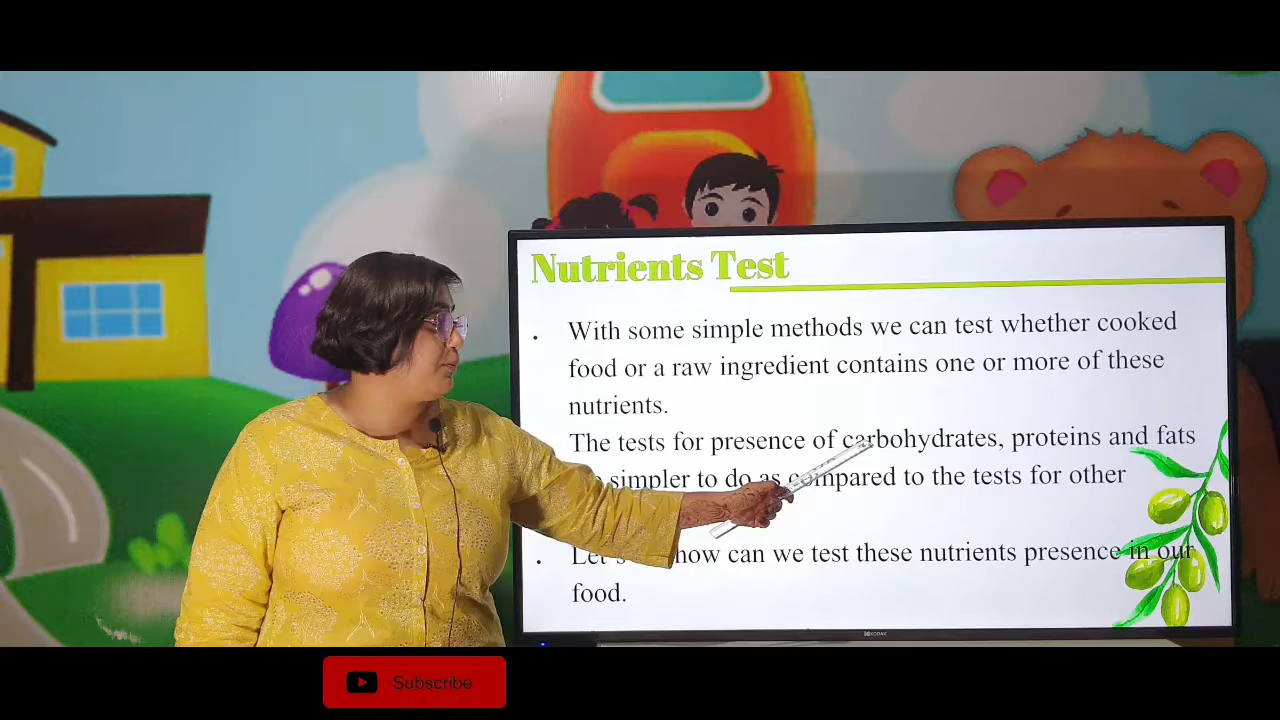 Nutrients Test
. With some simple methods we can test whether cooked
food or a raw ingredient contains one or more of these
nutrients.
The tests for presence of carbohydrates, proteins and fats
simpler to do as compared to the tests for other
. Let's how can we test these nutrients presence in our
food.
KODAK
Subscribe